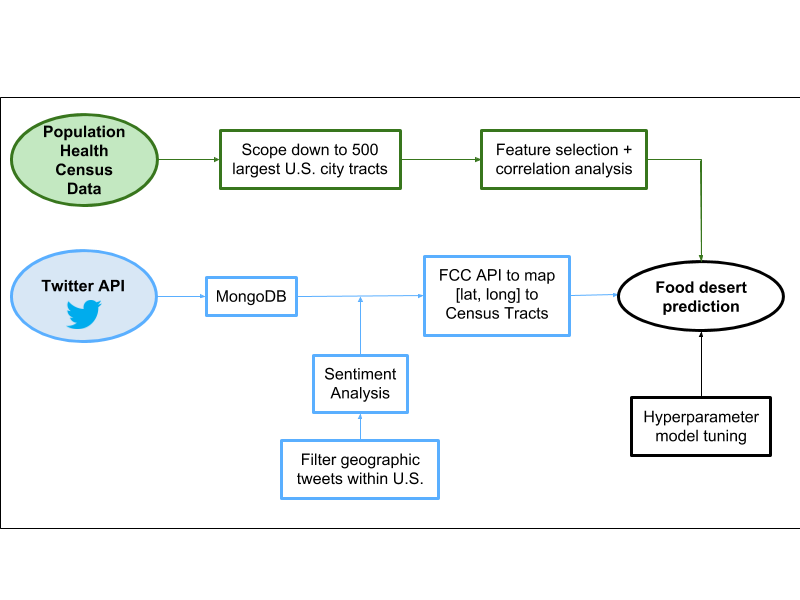 Population
Health
Census
Data
Scope down to 500
largest U.S. city tracts
Feature selection +
correlation analysis
Twitter API
MongoDB
FCC API to map
[lat, long] to
Census Tracts
Food desert
prediction
Sentiment
Analysis
Filter geographic
tweets within U.S.
Hyperparameter
model tuning